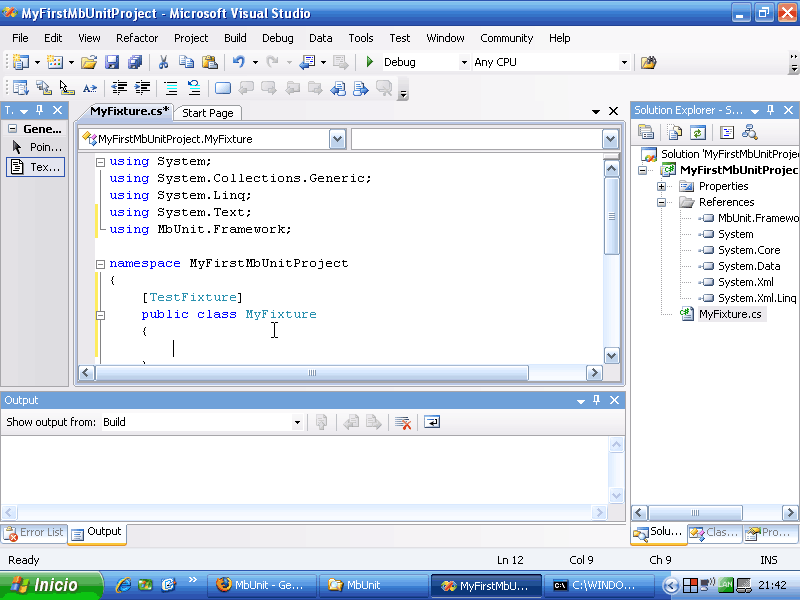 MyFirstMbUnitProject - Microsoft Visual Studio
File Edit View Refactor Project Build Debug Data Tools Test Window Community Help
Debug Any CPU
T...
Gene...
Poin...
Tex...
MyFixture.cs* Start Page
MyFirstMbUnitProject.MyFixture
using System;
using System.Collections.Generic;
using System.Linq;
using System.Text;
using MbUnit.Framework;
namespace MyFirstMbUnitProject
{
[TestFixture]
public class MyFixture
{
Solution Explorer - S...
Solution 'MyFirstMbUnitProje
MyFirstMbUnitProjec
Properties
References
MbUnit.Framewo
System
System.Core
System.Data
System.Xml
System.Xml.Linq
MyFixture.cs
Output
Show output from: Build
Error List Output
Solu... Clas... Pro...
Ready Ln 12 Col 9 Ch 9 INS
Inicio MbUnit - Ge... MbUnit MyFirstMbU... C:\WINDO... 21:42